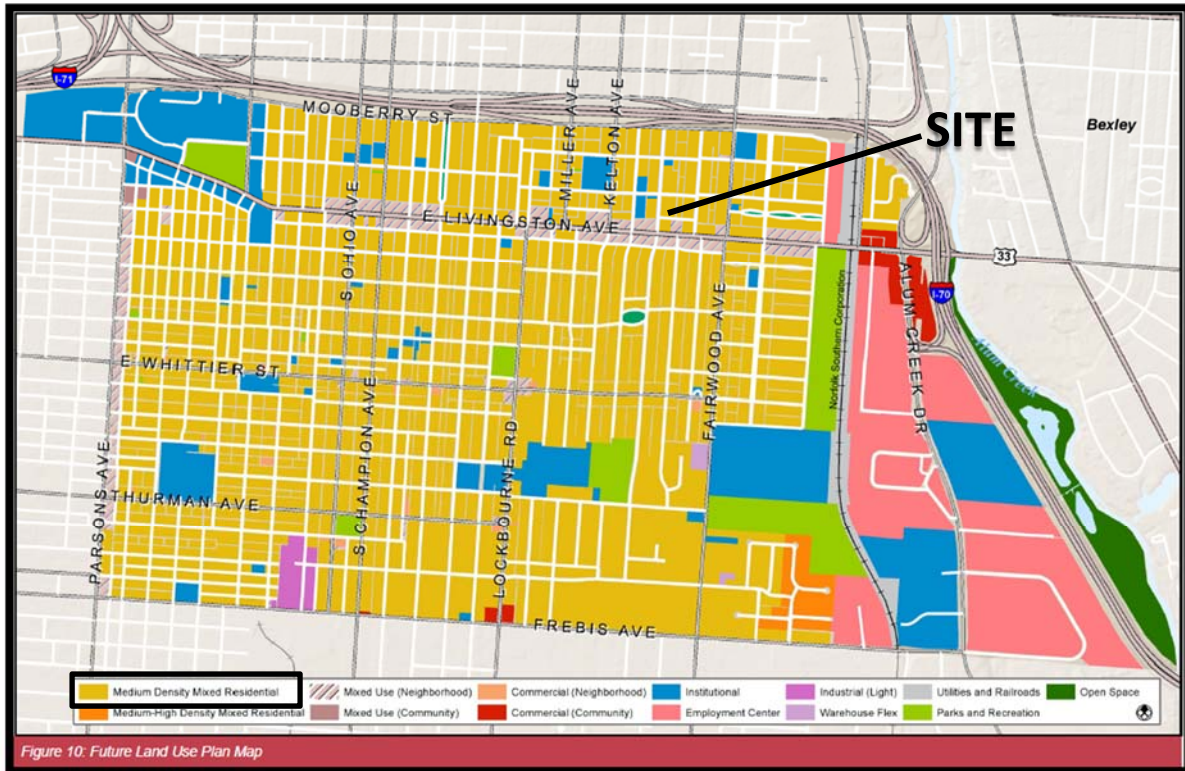 I-71
MOOBERRY ST
MILLER AVE
KELTON AVE
SITE
Bexley
S OHIO AVE
E LIVINGSTON AVE
33
I-70
ALUM CREEK DR
Norfolk Southern Corporation
Alum Creek
FAIRWOOD AVE
E WHITTIER ST
S CHAMPION AVE
LOCKBOURNE RD
PARSONS AVE
THURMAN AVE
FREBIS AVE
Medium Density Mixed Residential
Mixed Use (Neighborhood)
Commercial (Neighborhood)
Institutional
Industrial (Light)
Utilities and Railroads
Open Space
Medium-High Density Mixed Residential
Mixed Use (Community)
Commercial (Community)
Employment Center
Warehouse Flex
Parks and Recreation
Figure 10: Future Land Use Plan Map